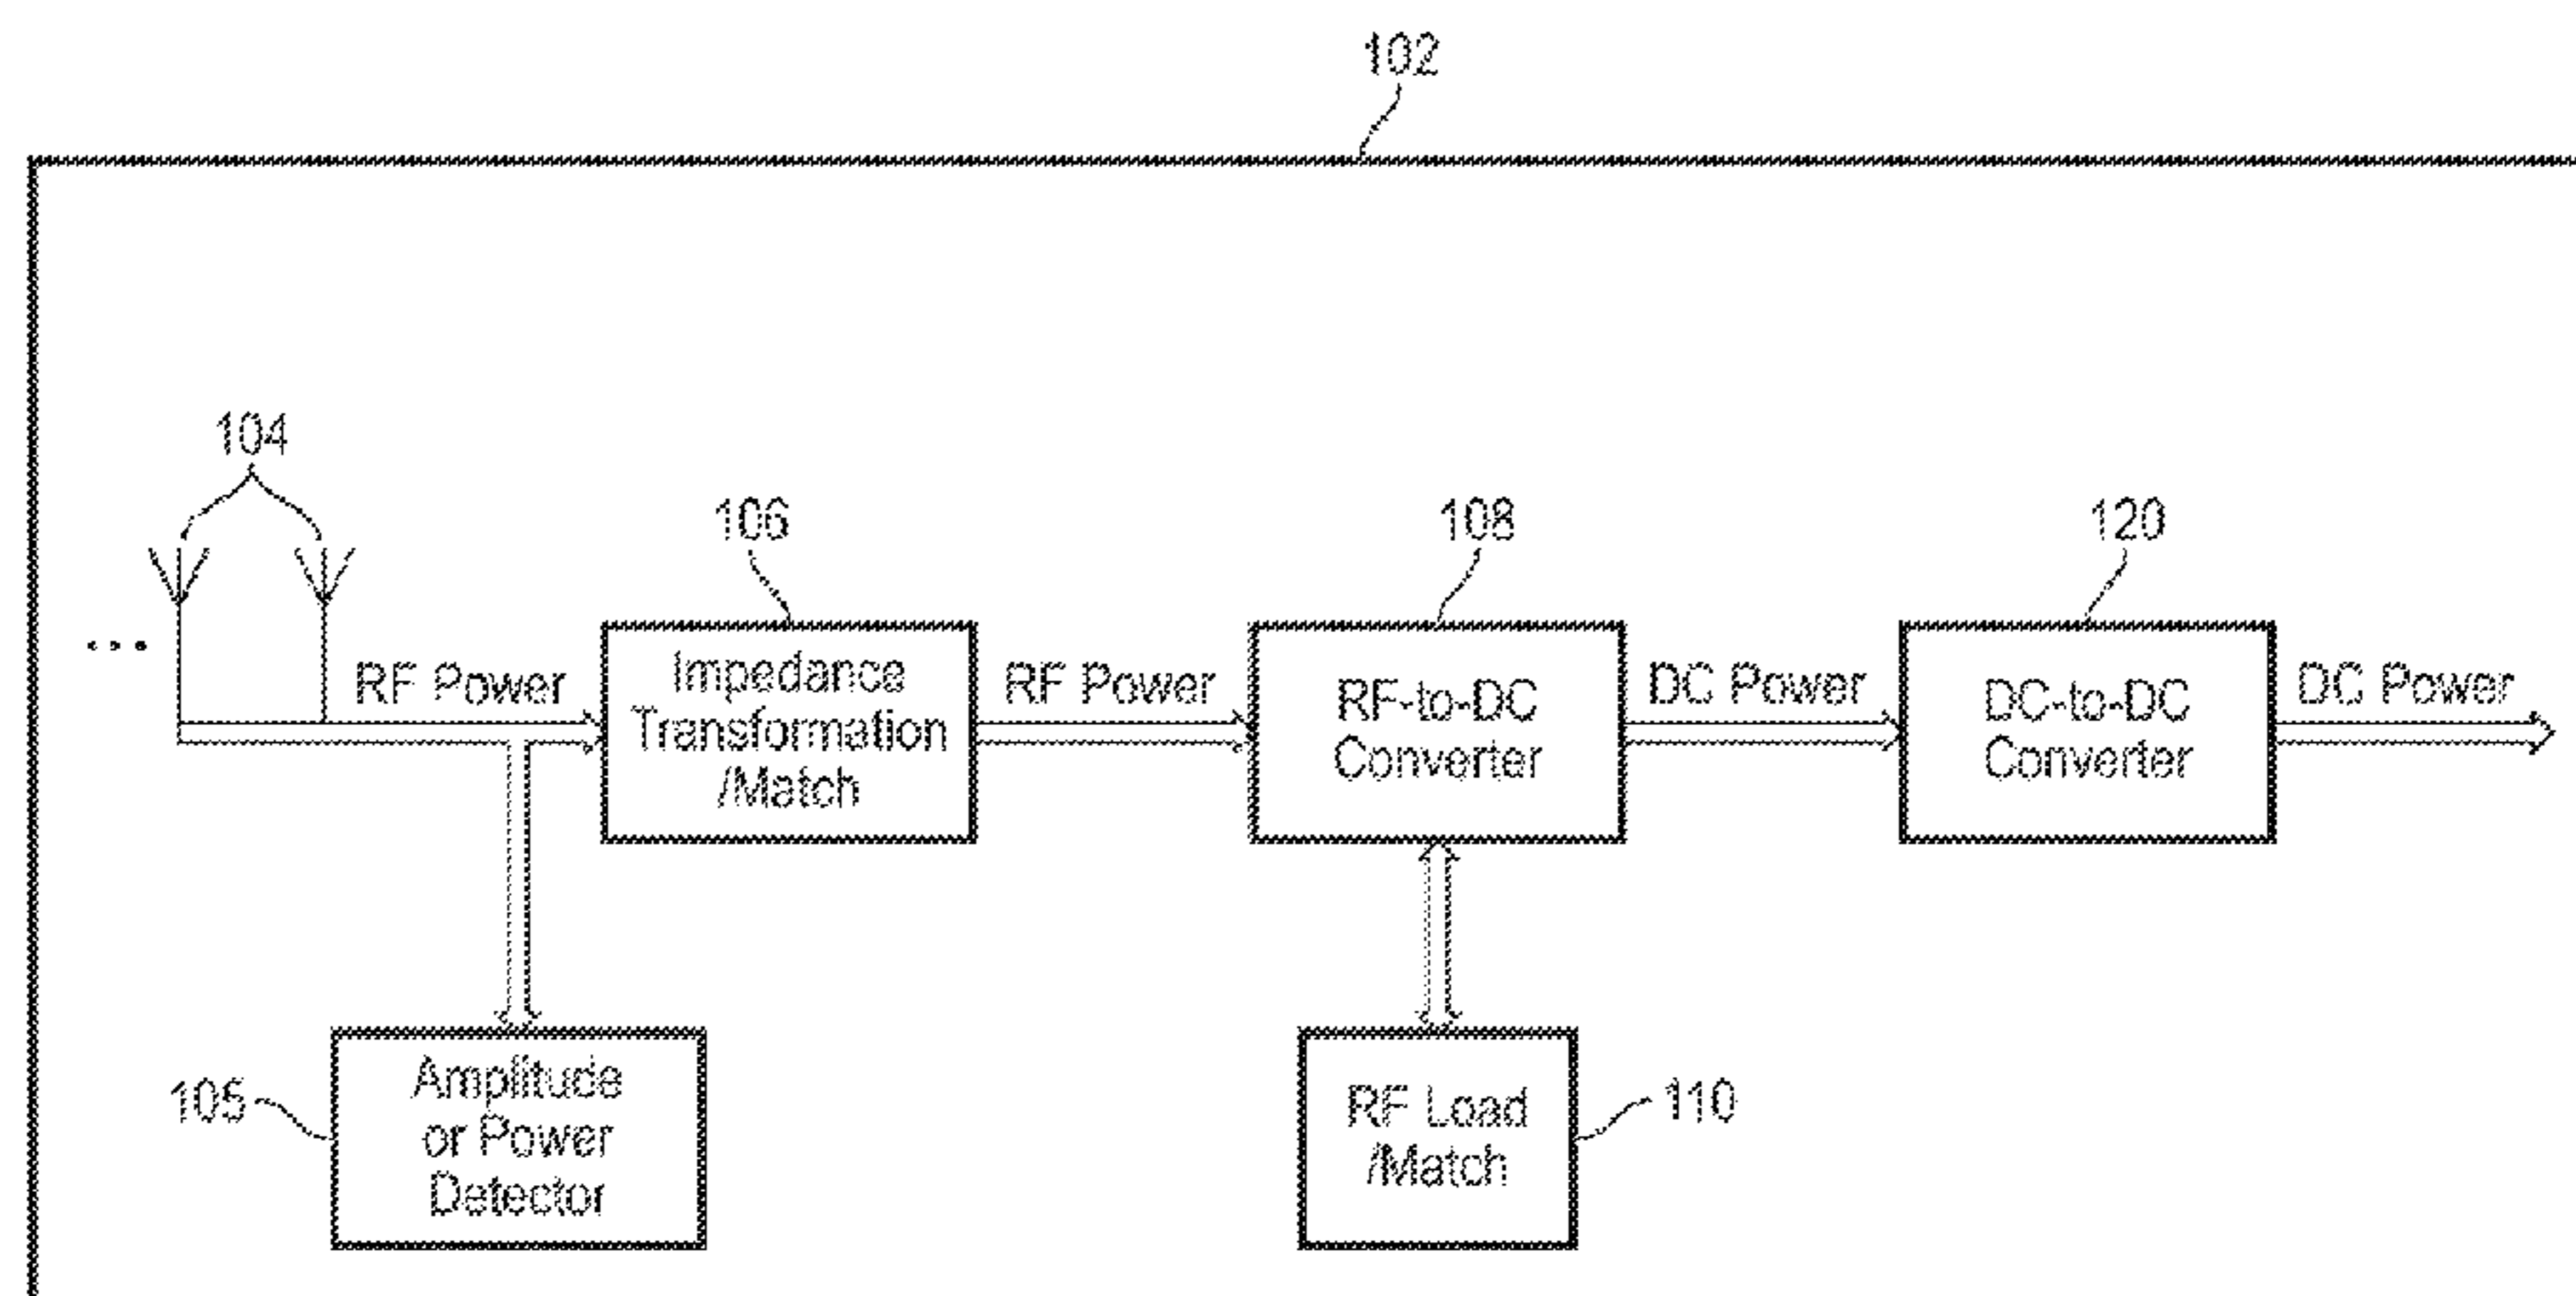 102
104
106
108
120
...
RF Power
Impedance
Transformation
/Match
RF Power
RF-to-DC
Converter
DC Power
DC-to-DC
Converter
DC Power
105
Amplitude
or Power
Detector
RF Load
/Match
110